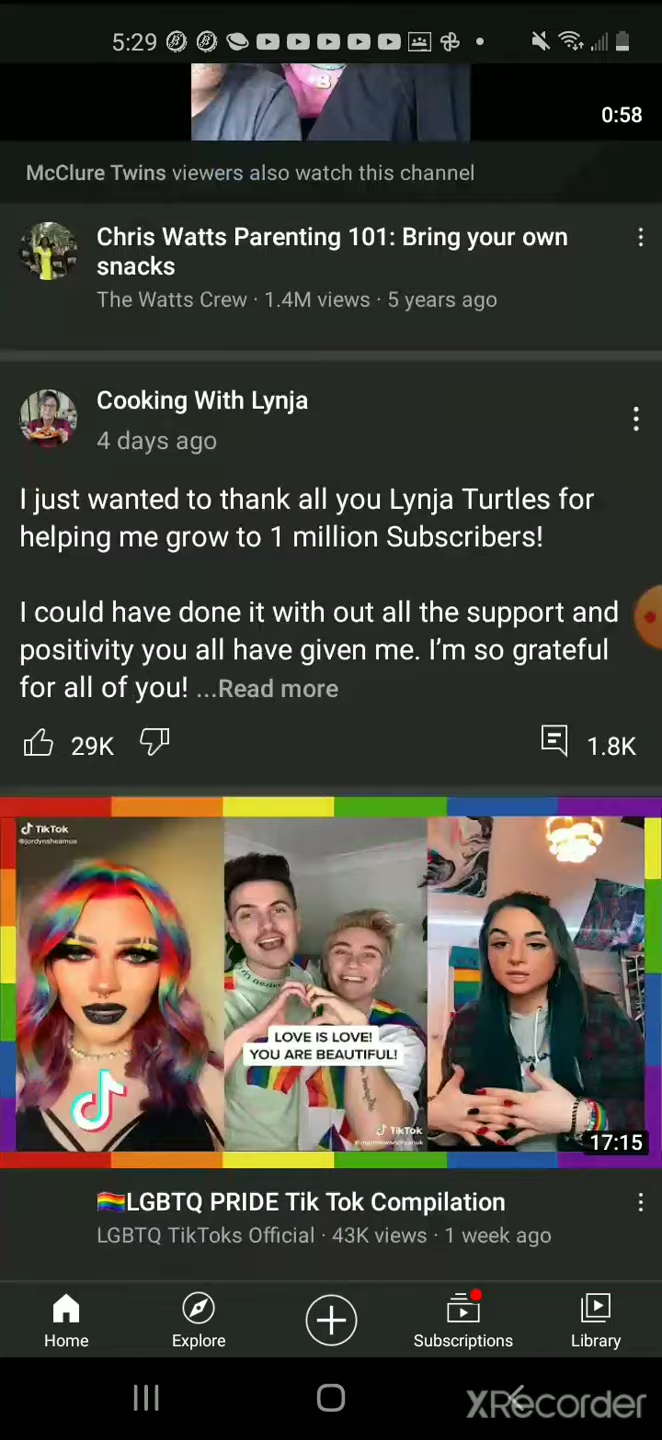 5:29
B
0:58
McClure Twins viewers also watch this channel
Chris Watts Parenting 101: Bring your own
snacks
The Watts Crew · 1.4M views · 5 years ago
Cooking With Lynja
4 days ago
I just wanted to thank all you Lynja Turtles for
helping me grow to 1 million Subscribers!
I could have done it with out all the support and
positivity you all have given me. I'm so grateful
for all of you! ...Read more
29K
1.8K
TikTok
@jordynsheamua
LOVE IS LOVE!
YOU ARE BEAUTIFUL!
TikTok
17:15
🏳️‍🌈LGBTQ PRIDE Tik Tok Compilation
LGBTQ TikToks Official · 43K views · 1 week ago
Home
Explore
Subscriptions
Library
XRecorder